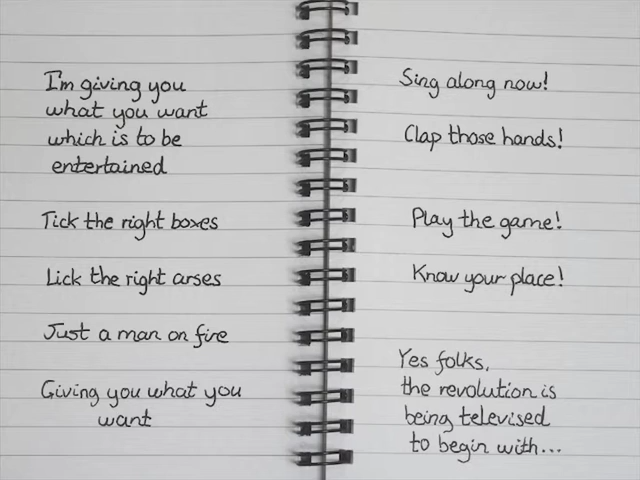 I'm giving you
what you want
which is to be
entertained
Tick the right boxes
Lick the right arses
Just a man on fire
Giving you what you
want
Sing along now!
Clap those hands!
Play the game!
Know your place!
Yes folks,
the revolution is
being televised
to begin with...